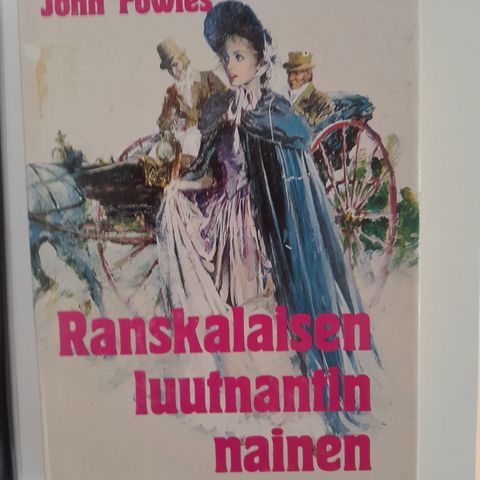 John Fowles
Ranskalaisen
luutnantin
nainen